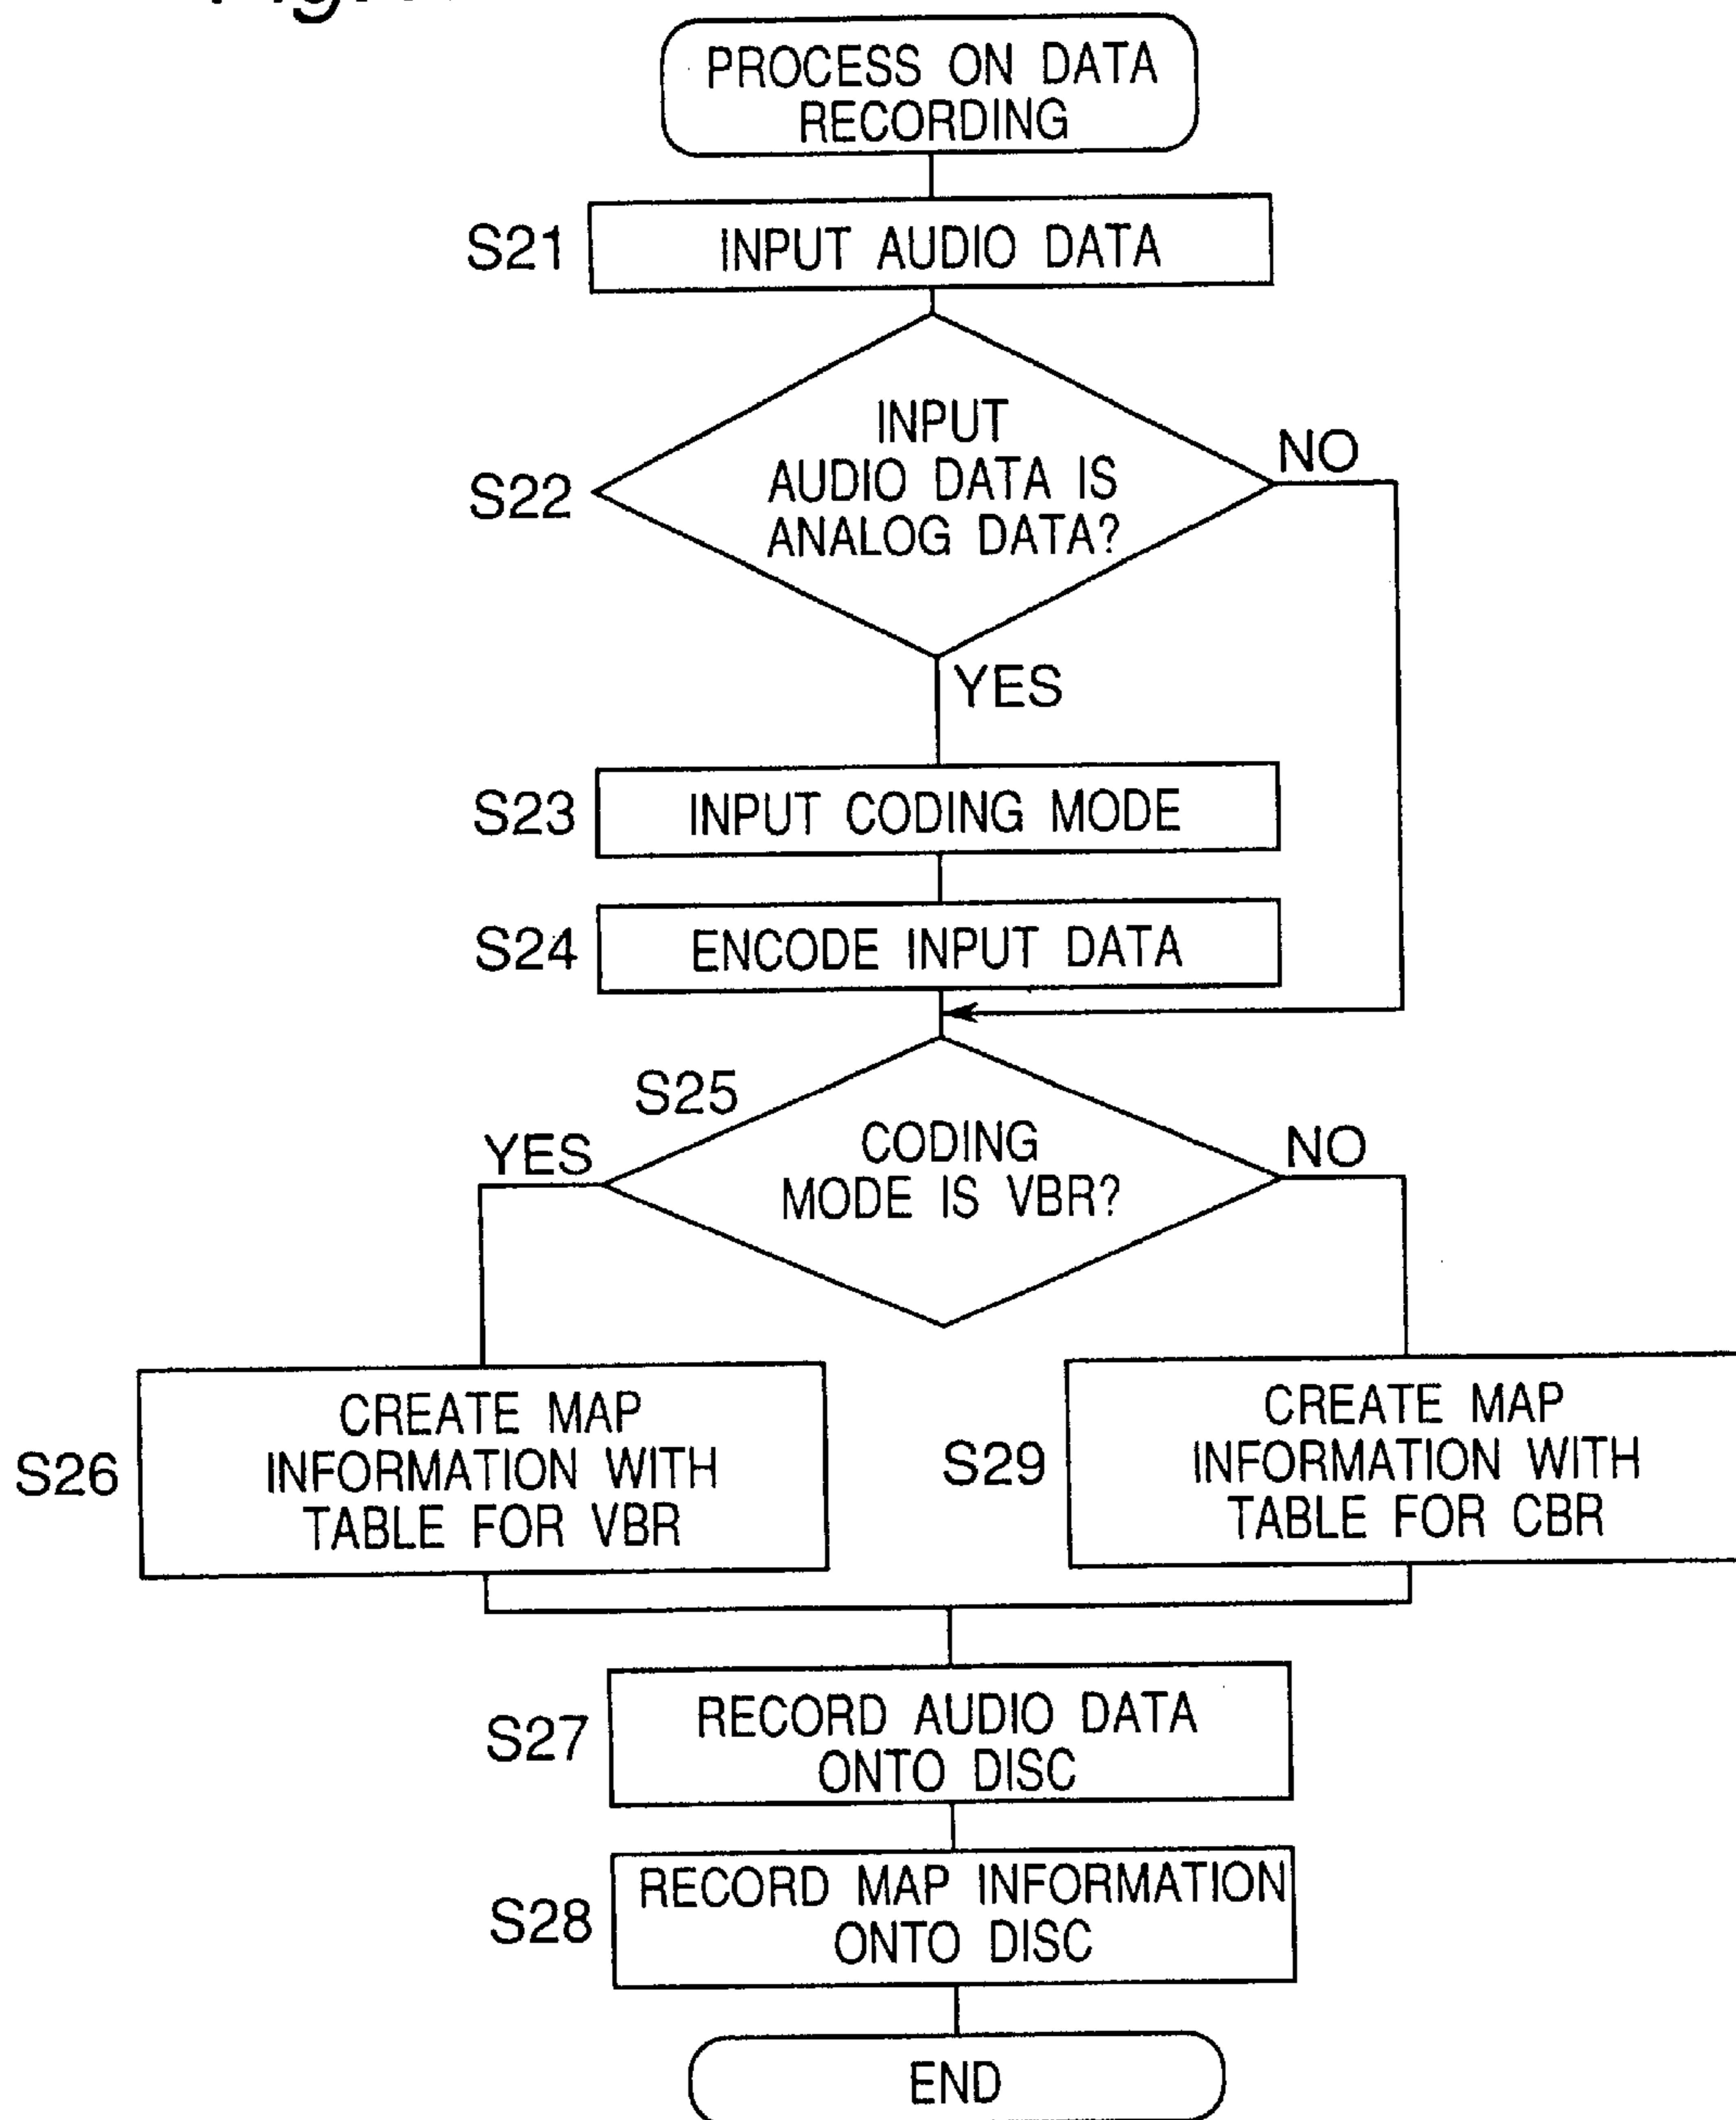 PROCESS ON DATA
RECORDING
S21
INPUT AUDIO DATA
S22
INPUT
AUDIO DATA IS
ANALOG DATA?
NO
YES
S23
INPUT CODING MODE
S24
ENCODE INPUT DATA
S25
CODING
MODE IS VBR?
YES
NO
S26
CREATE MAP
INFORMATION WITH
TABLE FOR VBR
S29
CREATE MAP
INFORMATION WITH
TABLE FOR CBR
S27
RECORD AUDIO DATA
ONTO DISC
S28
RECORD MAP INFORMATION
ONTO DISC
END